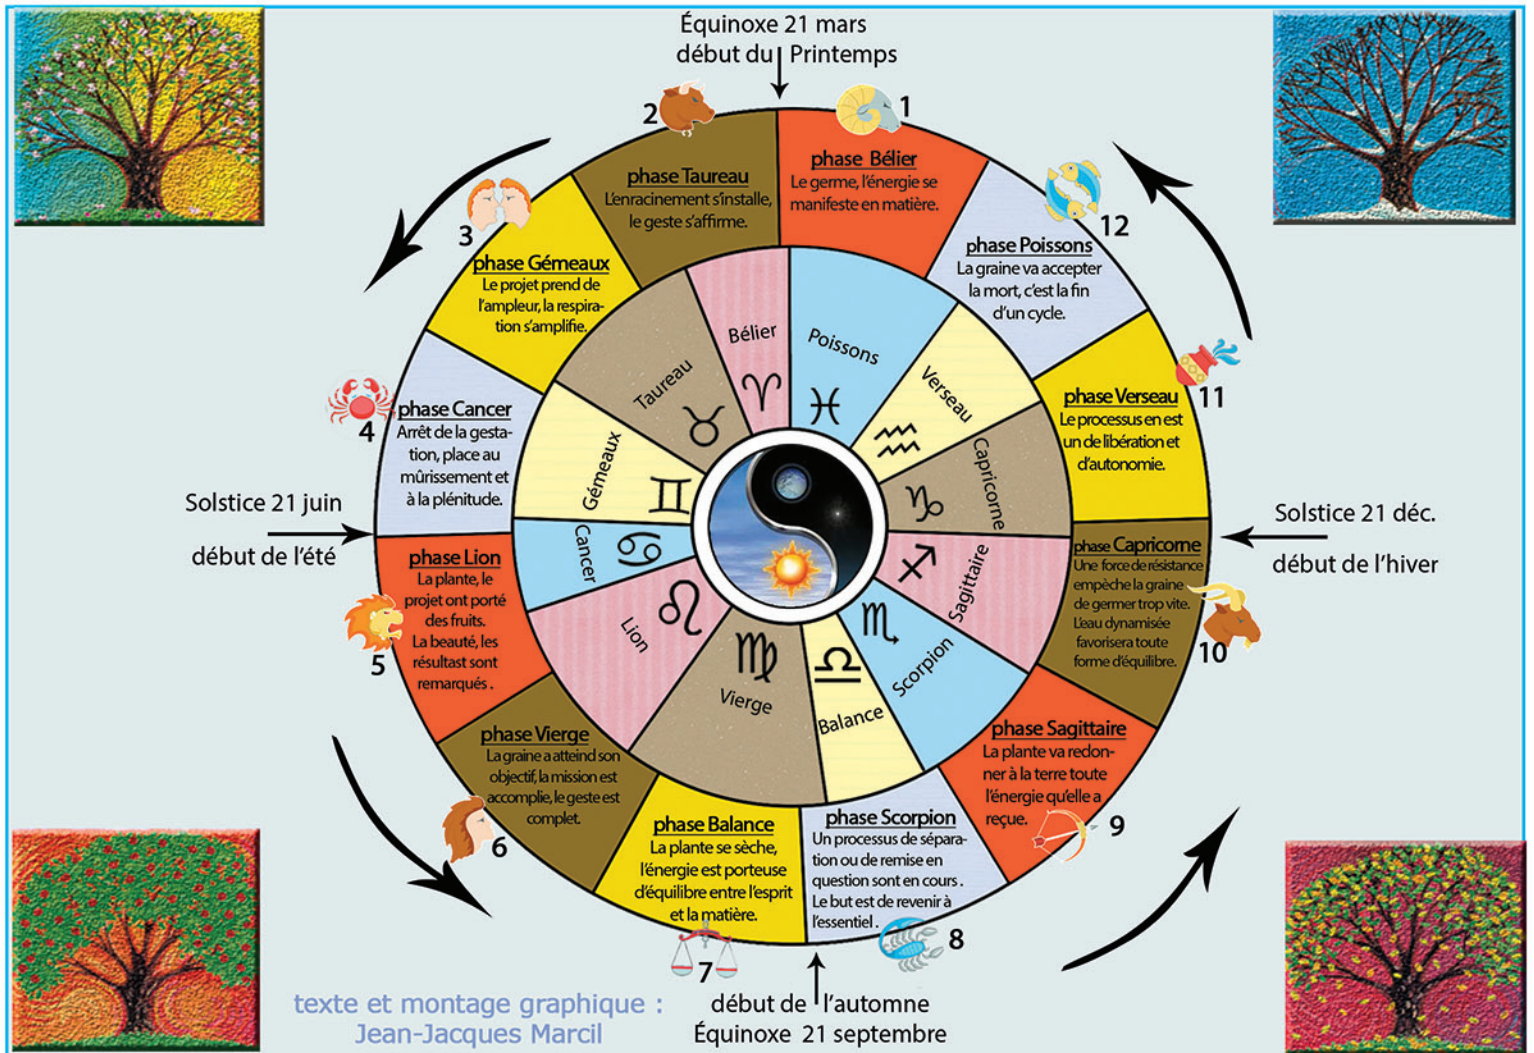 Équinoxe 21 mars
début du Printemps
1
phase Bélier
Le germe, l'énergie se
manifeste en matière.
2
phase Taureau
L'enracinement s'installe,
le geste s'affirme.
3
phase Gémeaux
Le projet prend de
l'ampleur, la respira-
tion s'amplifie.
4
phase Cancer
Arrêt de la gesta-
tion, place au
mûrissement et
à la plénitude.
Solstice 21 juin
début de l'été
5
phase Lion
La plante, le
projet ont porté
des fruits.
La beauté, les
résultast sont
remarqués .
6
phase Vierge
La graine a atteind son
objectif, la mission est
accomplie, le geste est
complet.
7
phase Balance
La plante se sèche,
l'énergie est porteuse
d'équilibre entre l'esprit
et la matière.
début de l'automne
Équinoxe 21 septembre
8
phase Scorpion
Un processus de sépara-
tion ou de remise en
question sont en cours .
Le but est de revenir à
l'essentiel .
9
phase Sagittaire
La plante va redon-
ner à la terre toute
l'énergie qu'elle a
reçue.
10
phase Capricorne
Une force de résistance
empèche la graine
de germer trop vite.
L'eau dynamisée
favorisera toute
forme d'équilibre.
Solstice 21 déc.
début de l'hiver
11
phase Verseau
Le processus en est
un de libération et
d'autonomie.
12
phase Poissons
La graine va accepter
la mort, c'est la fin
d'un cycle.
Bélier
♈
Taureau
♉
Gémeaux
♊
Cancer
♋
Lion
♌
Vierge
♍
Balance
♎
Scorpion
♏
Sagittaire
♐
Capricorne
♑
Verseau
♒
Poissons
♓
texte et montage graphique :
Jean-Jacques Marcil